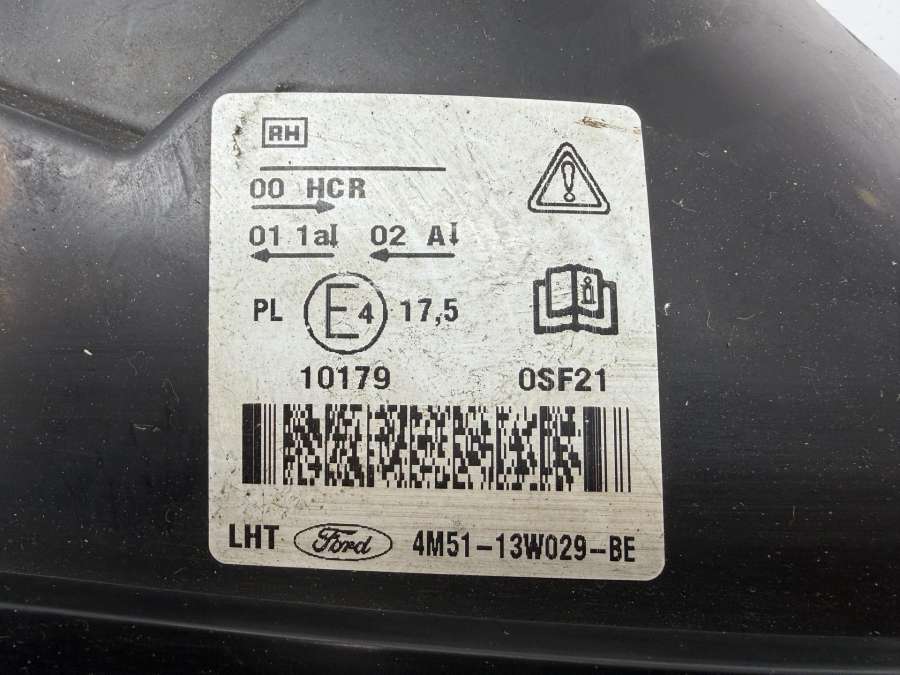 RH
00 HCR
01 1a 02 A
PL E4 17,5
10179 0SF21
LHT Ford 4M51-13W029-BE